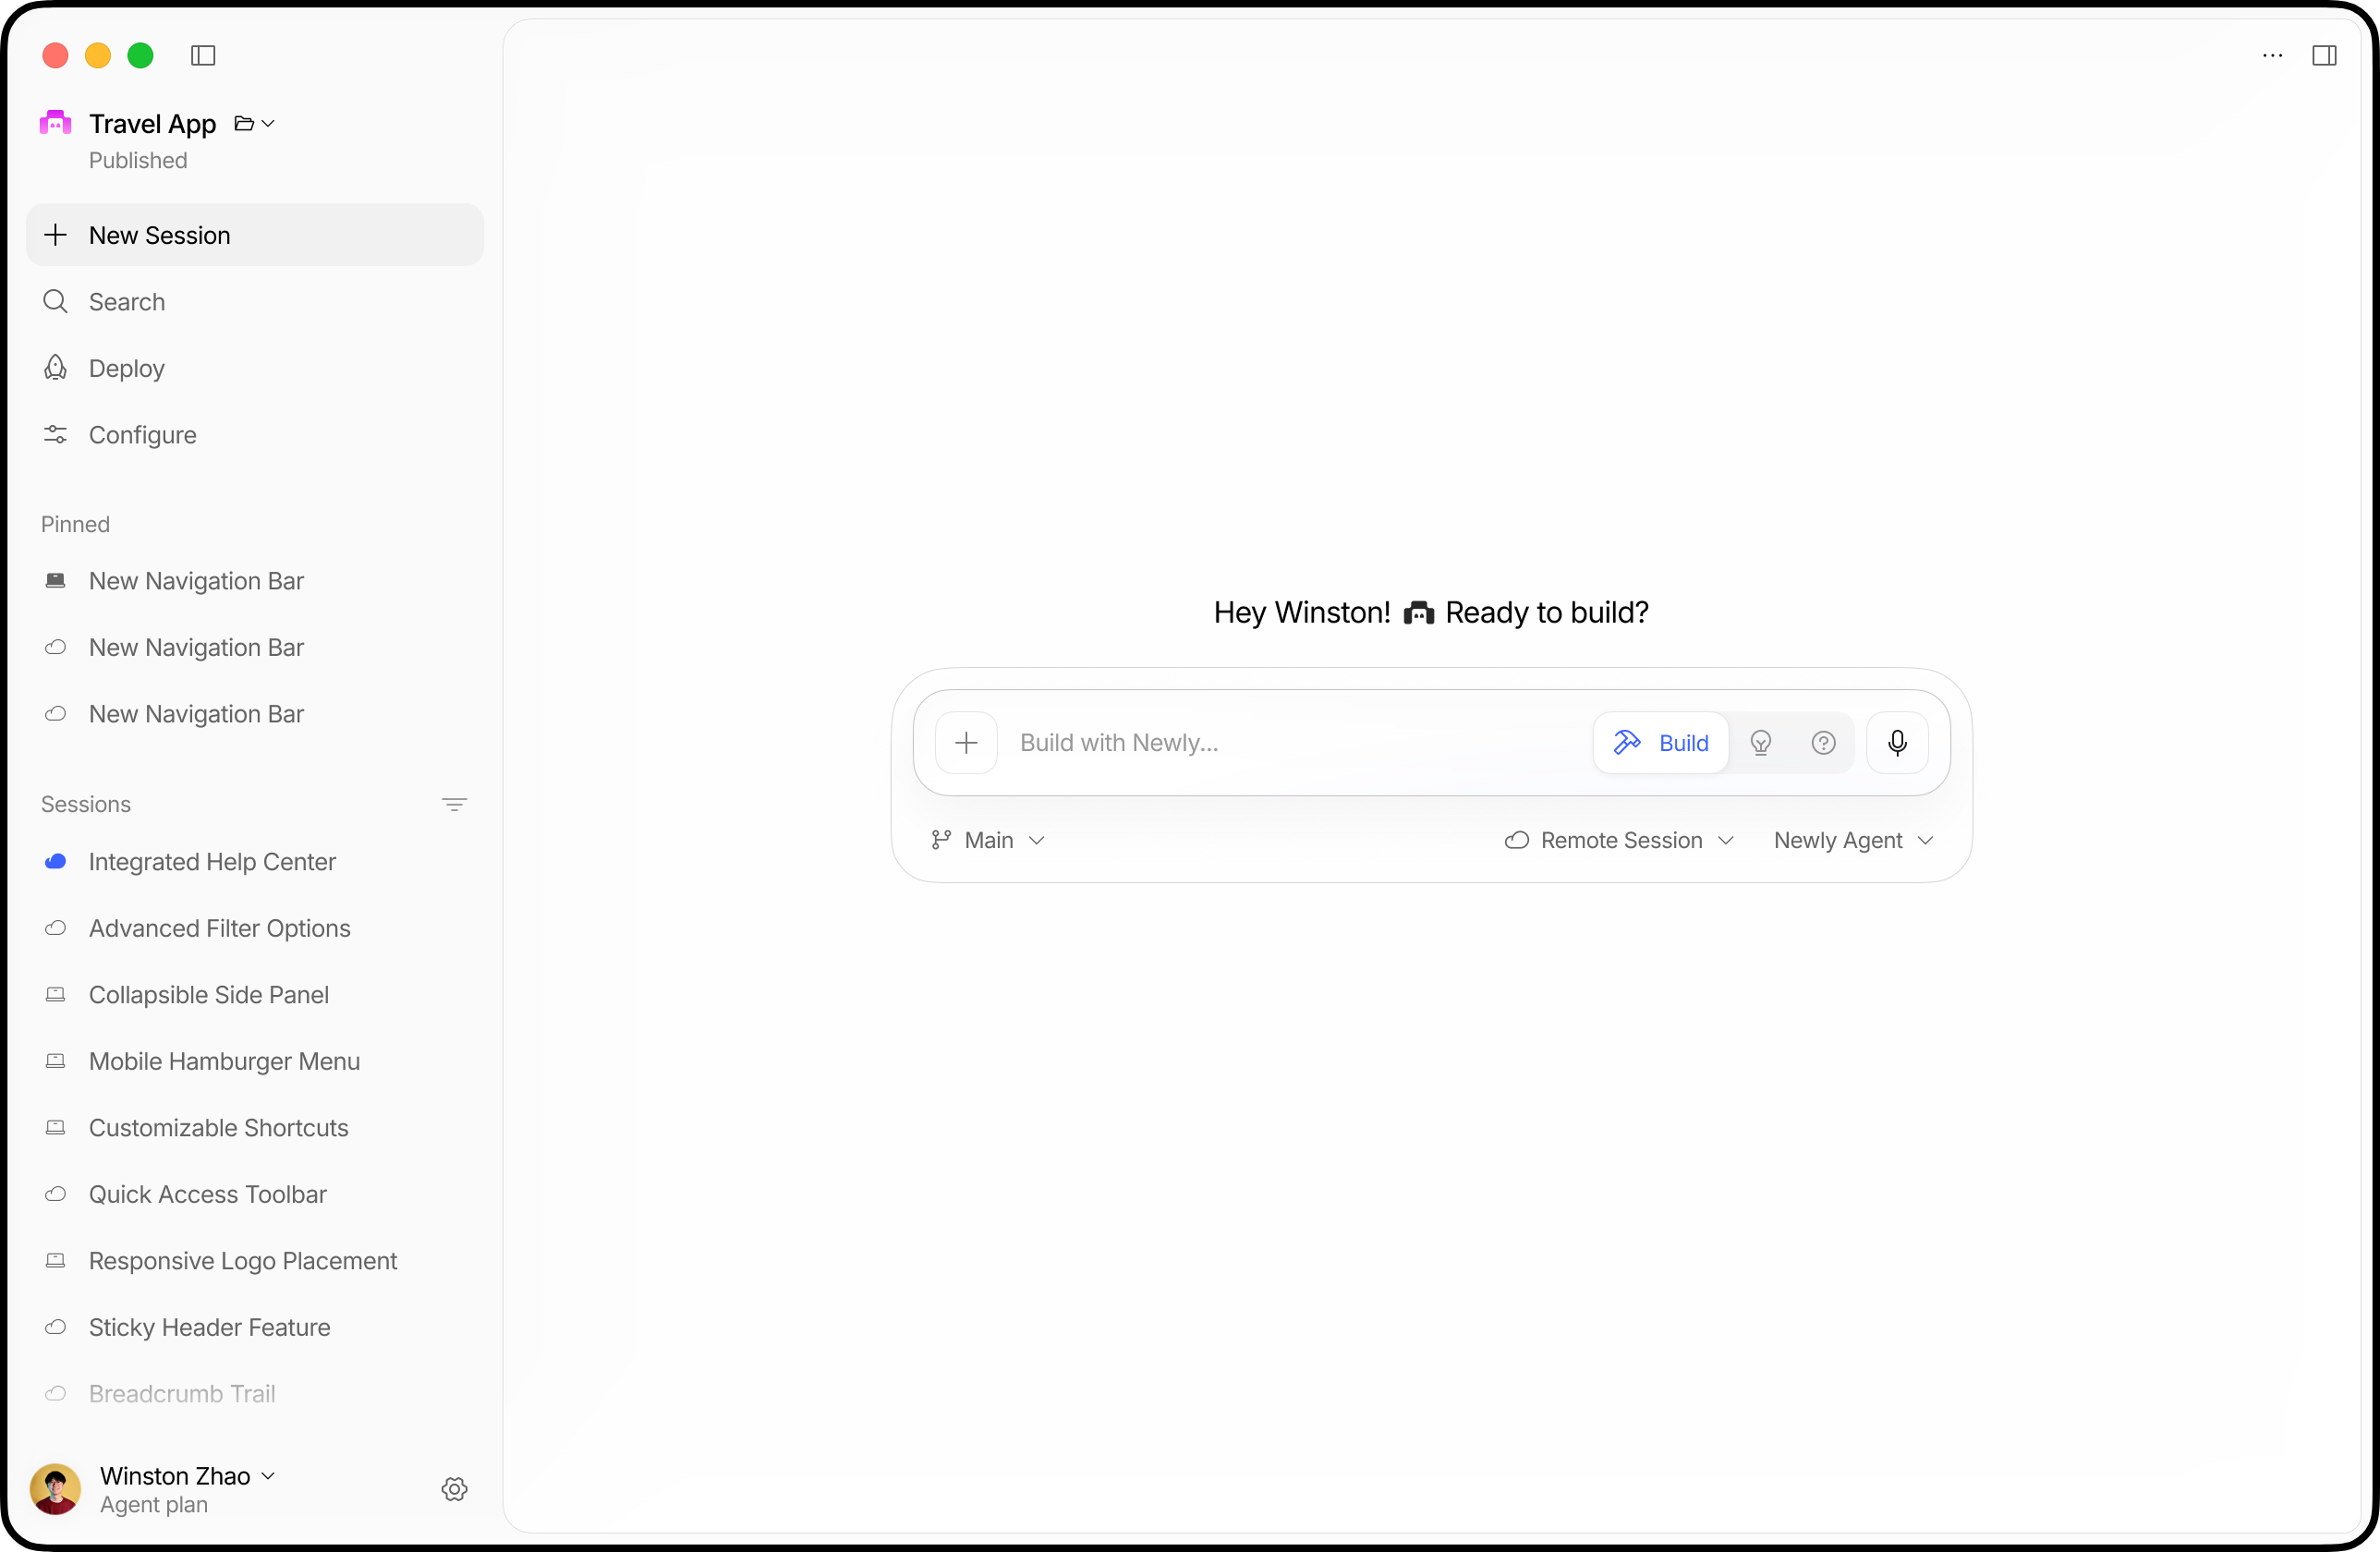 Travel App
Published
New Session
Search
Deploy
Configure
Pinned
New Navigation Bar
New Navigation Bar
New Navigation Bar
Sessions
Integrated Help Center
Advanced Filter Options
Collapsible Side Panel
Mobile Hamburger Menu
Customizable Shortcuts
Quick Access Toolbar
Responsive Logo Placement
Sticky Header Feature
Breadcrumb Trail
Winston Zhao
Agent plan
Hey Winston! Ready to build?
Build with Newly...
Build
Main
Remote Session
Newly Agent